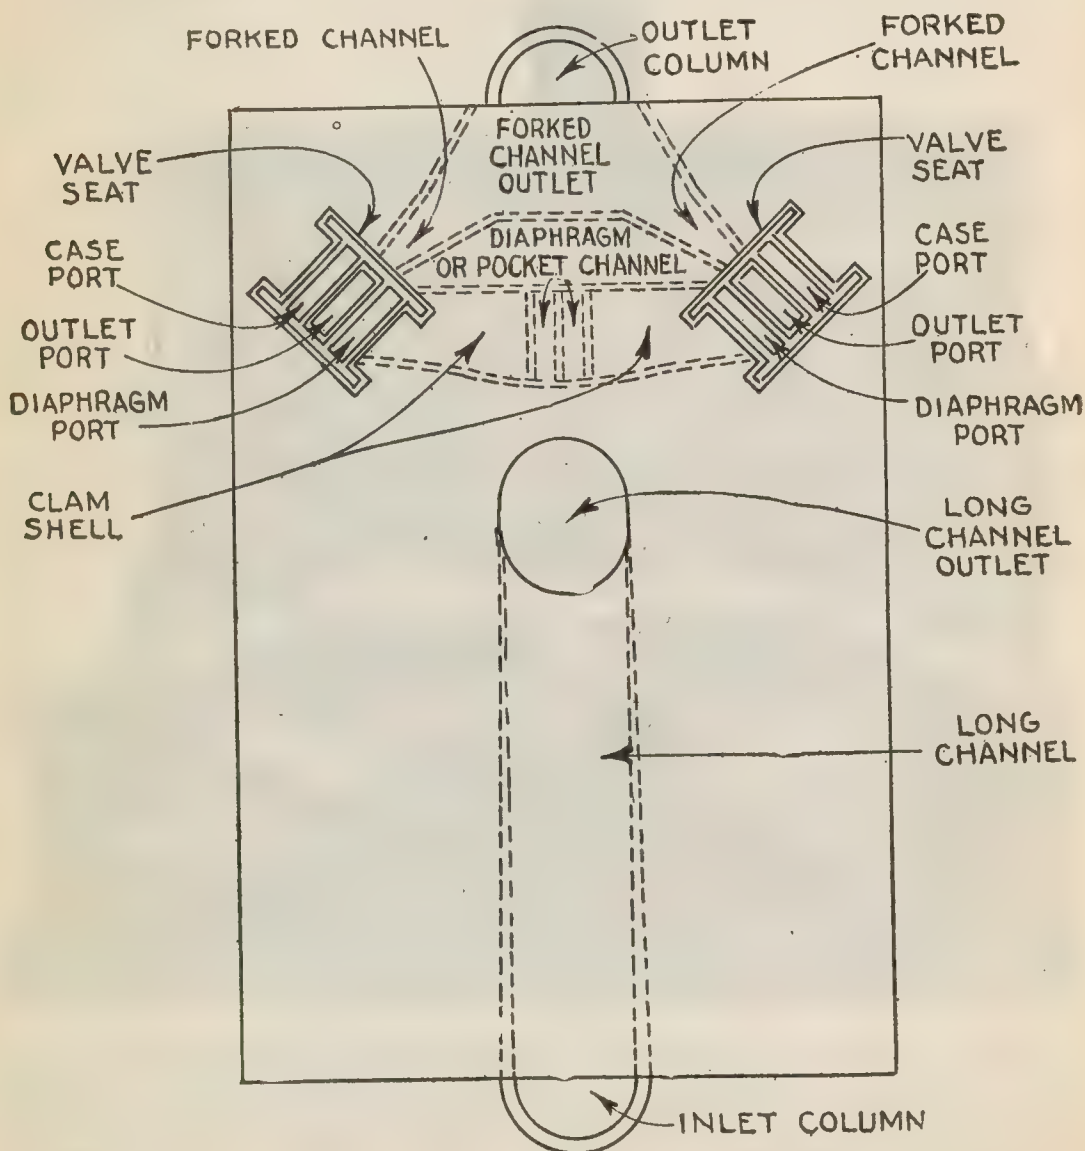 FORKED CHANNEL
OUTLET
COLUMN
FORKED
CHANNEL
FORKED
CHANNEL
OUTLET
VALVE
SEAT
VALVE
SEAT
CASE
PORT
DIAPHRAGM
OR POCKET CHANNEL
CASE
PORT
OUTLET
PORT
OUTLET
PORT
DIAPHRAGM
PORT
DIAPHRAGM
PORT
CLAM
SHELL
LONG
CHANNEL
OUTLET
LONG
CHANNEL
INLET COLUMN